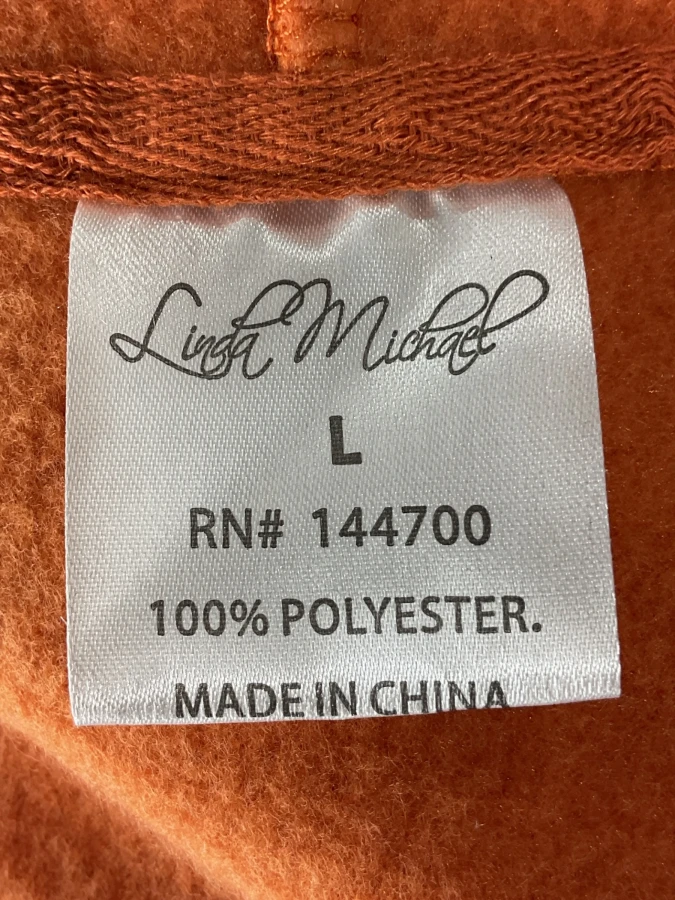 Linda Michael
L
RN# 144700
100% POLYESTER.
MADE IN CHINA